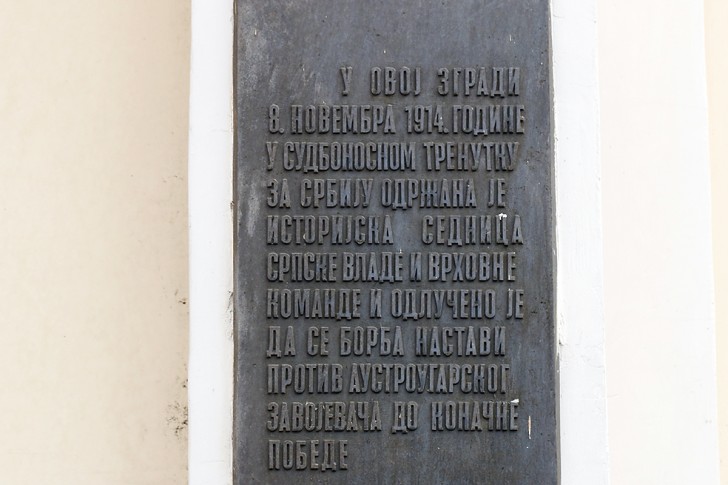 У ОВОЈ ЗГРАДИ
8. НОВЕМБРА 1914. ГОДИНЕ
У СУДБОНОСНОМ ТРЕНУТКУ
ЗА СРБИЈУ ОДРЖАНА ЈЕ
ИСТОРИЈСКА СЕДНИЦА
СРПСКЕ ВЛАДЕ И ВРХОВНЕ
КОМАНДЕ И ОДЛУЧЕНО ЈЕ
ДА СЕ БОРБА НАСТАВИ
ПРОТИВ АУСТРОУГАРСКОГ
ЗАВОЈЕВАЧА ДО КОНАЧНЕ
ПОБЕДЕ